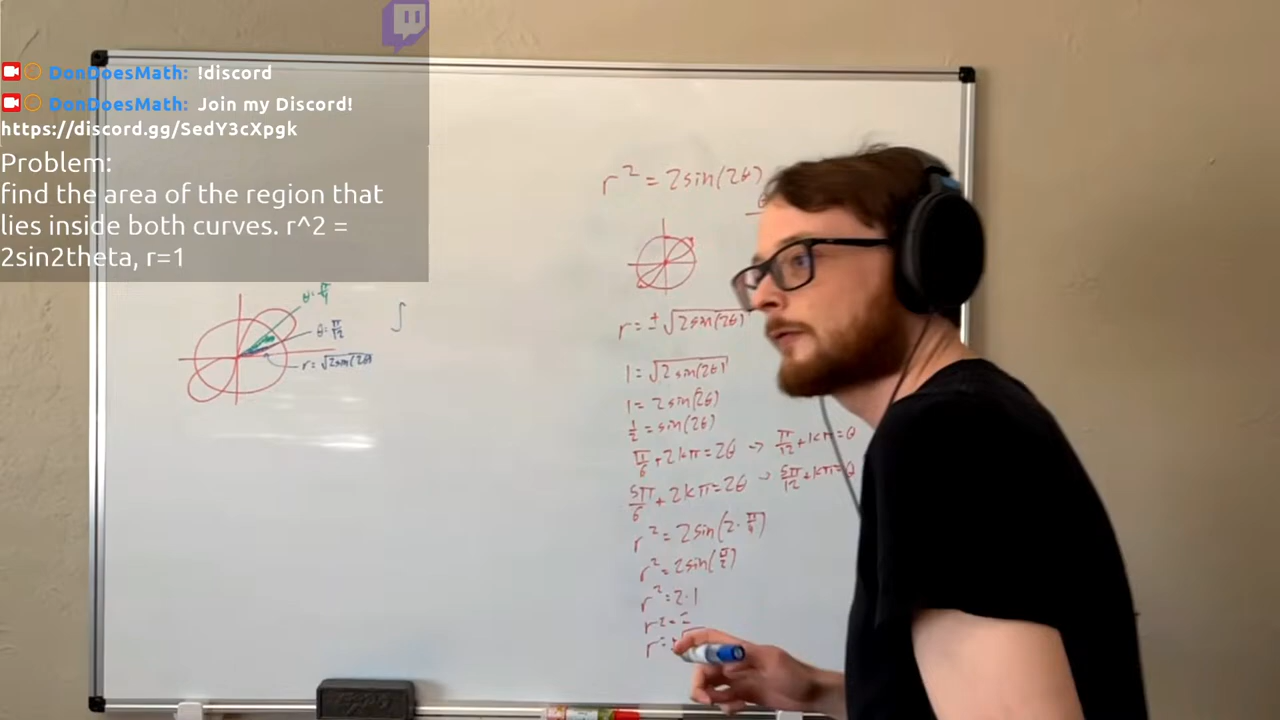 DonDoesMath: !discord
DonDoesMath: Join my Discord!
https://discord.gg/SedY3cXpgk
Problem:
find the area of the region that
lies inside both curves. r^2 =
2sin2theta, r=1
θ=π/4
θ=π/12
r=√2sin(2θ)
∫
r²=2sin(2θ)
r=±√2sin(2θ)
1=√2sin(2θ)
1=2sin(2θ)
1/2=sin(2θ)
π/6+2kπ=2θ → π/12+kπ=θ
5π/6+2kπ=2θ → 5π/12+kπ=θ
r²=2sin(2·π/4)
r²=2sin(π/2)
r²=2·1
r²=2